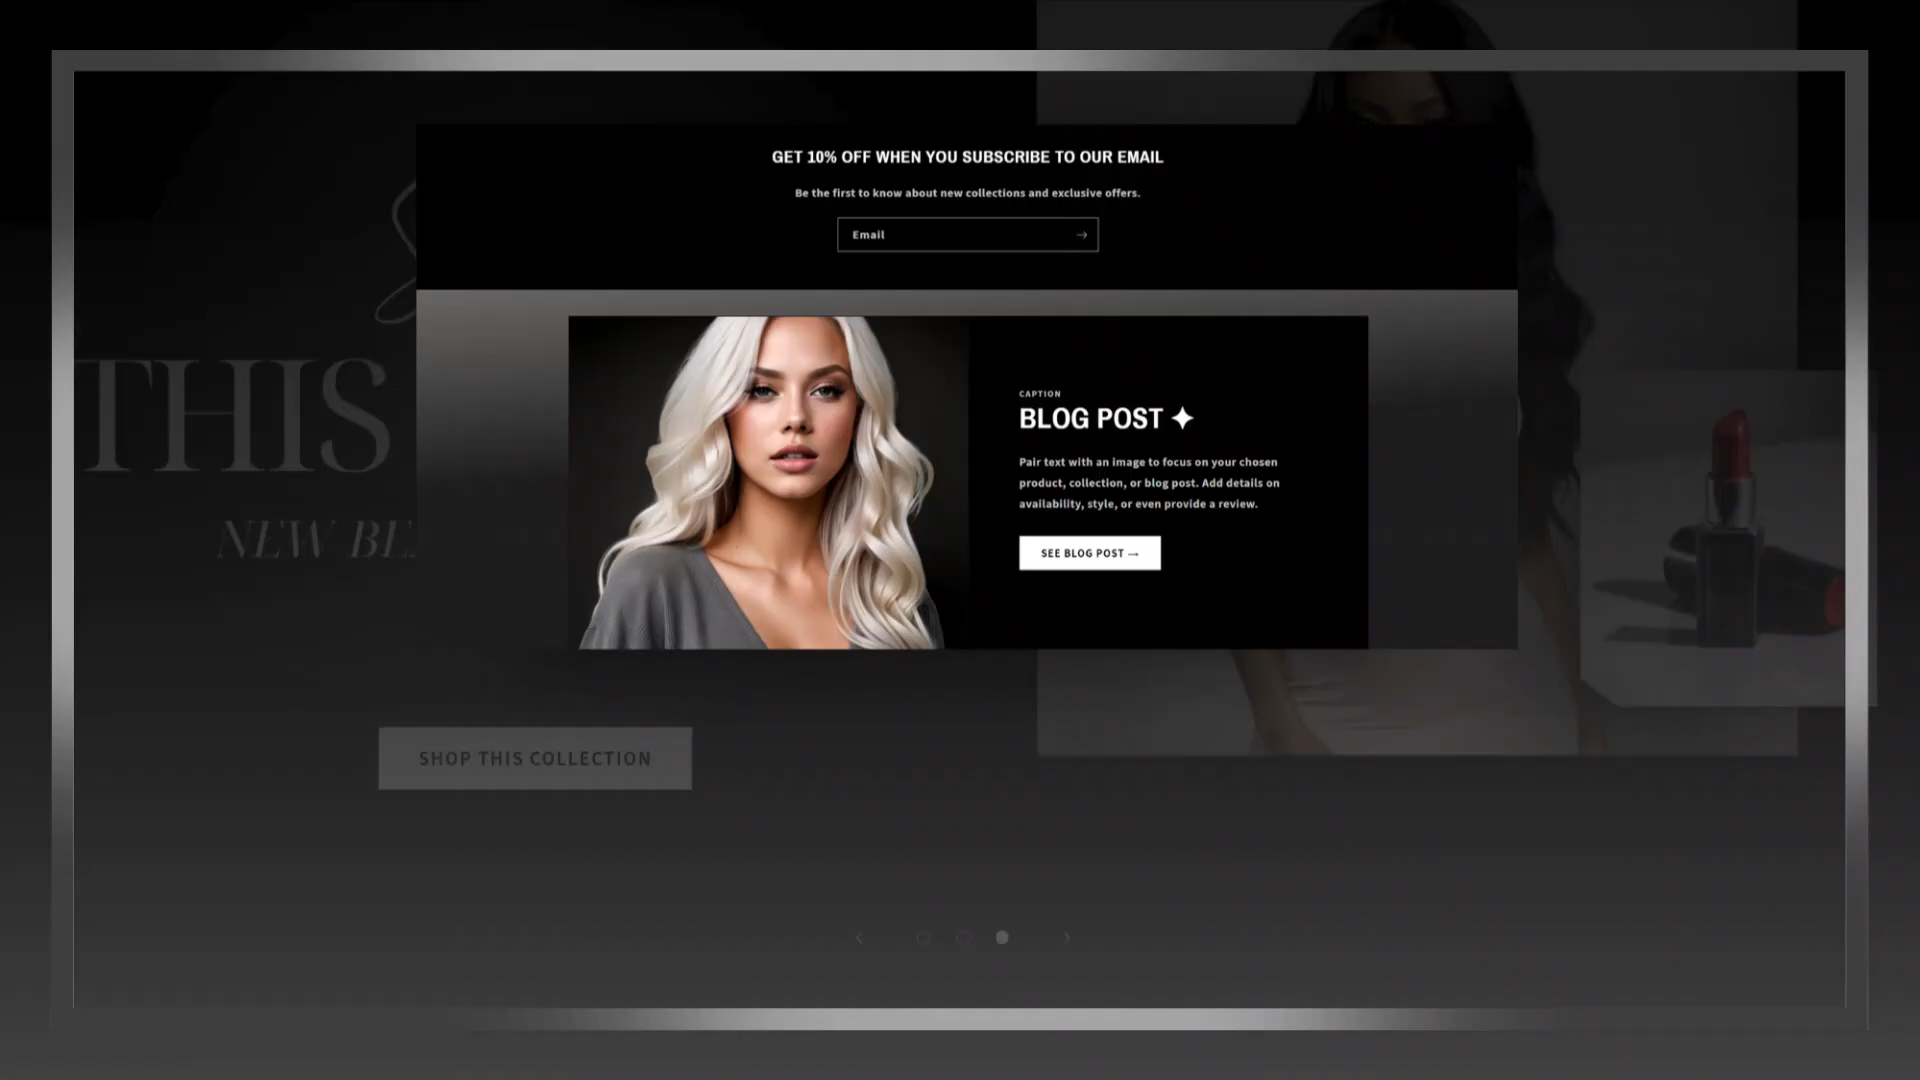 GET 10% OFF WHEN YOU SUBSCRIBE TO OUR EMAIL
Be the first to know about new collections and exclusive offers.
Email →
THIS
CAPTION
BLOG POST ✦
Pair text with an image to focus on your chosen
product, collection, or blog post. Add details on
availability, style, or even provide a review.
NEW
SEE BLOG POST →
SHOP THIS COLLECTION